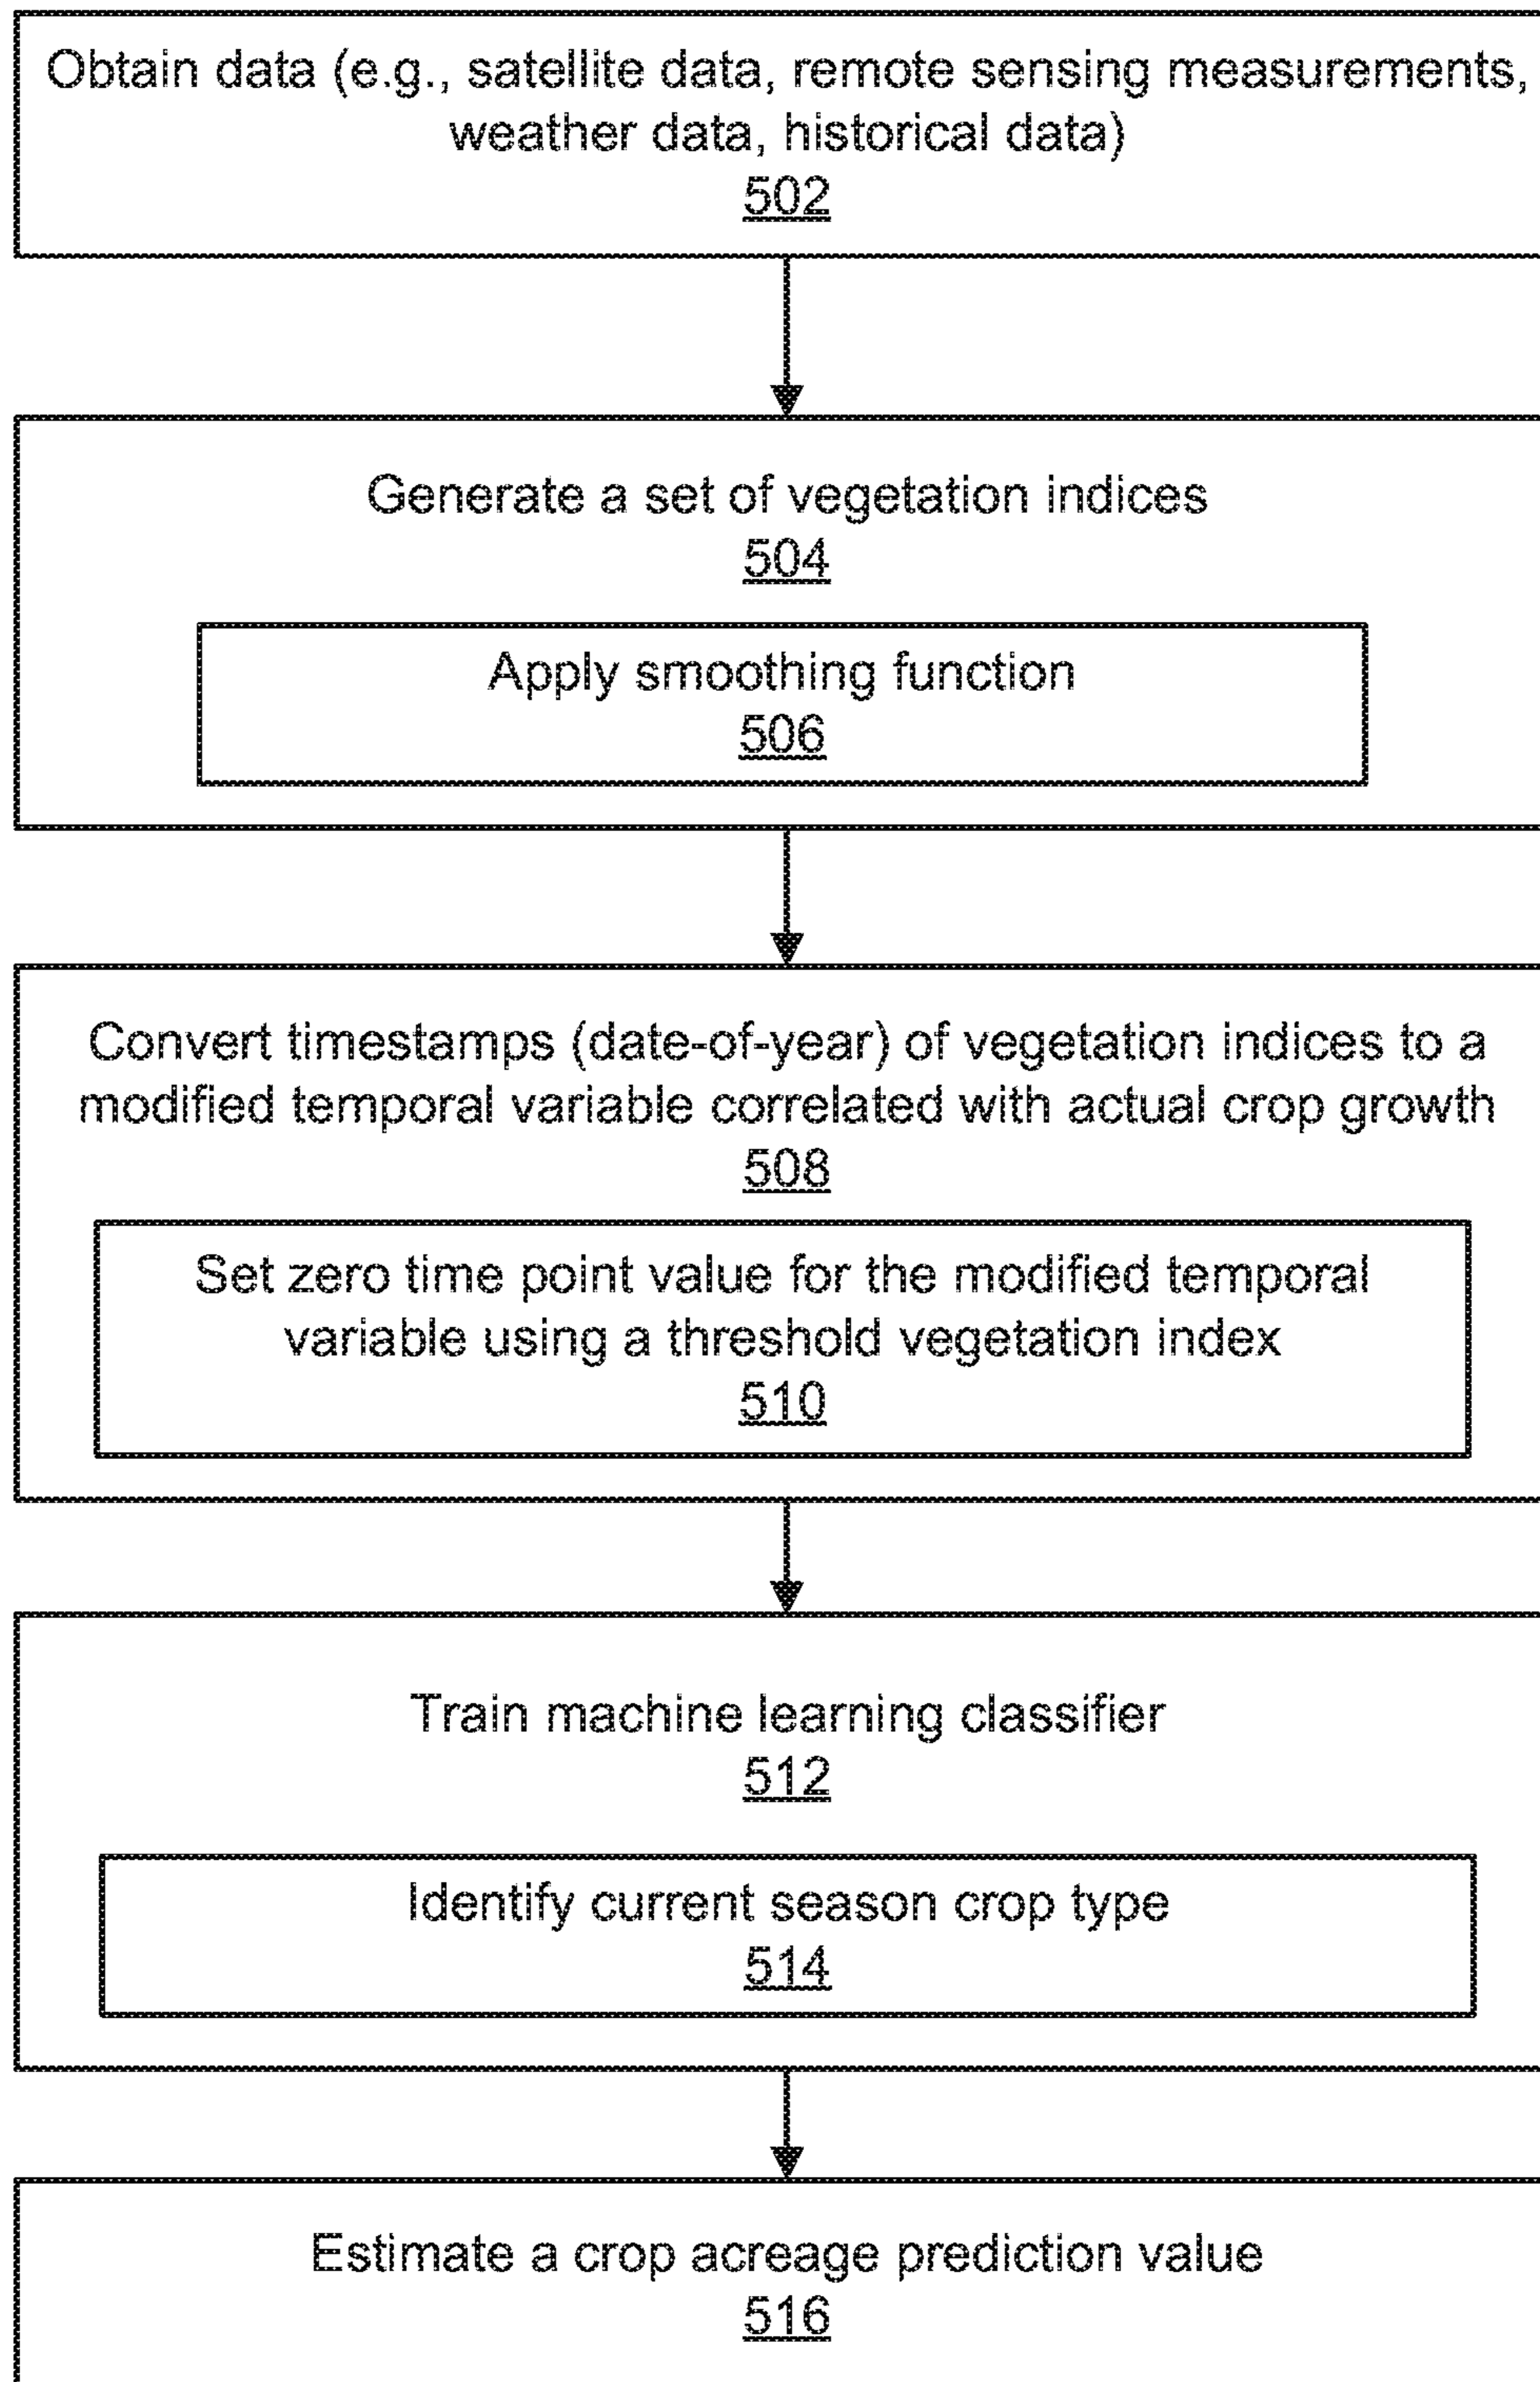 Obtain data (e.g., satellite data, remote sensing measurements,
weather data, historical data)
502
Generate a set of vegetation indices
504
Apply smoothing function
506
Convert timestamps (date-of-year) of vegetation indices to a
modified temporal variable correlated with actual crop growth
508
Set zero time point value for the modified temporal
variable using a threshold vegetation index
510
Train machine learning classifier
512
Identify current season crop type
514
Estimate a crop acreage prediction value
516